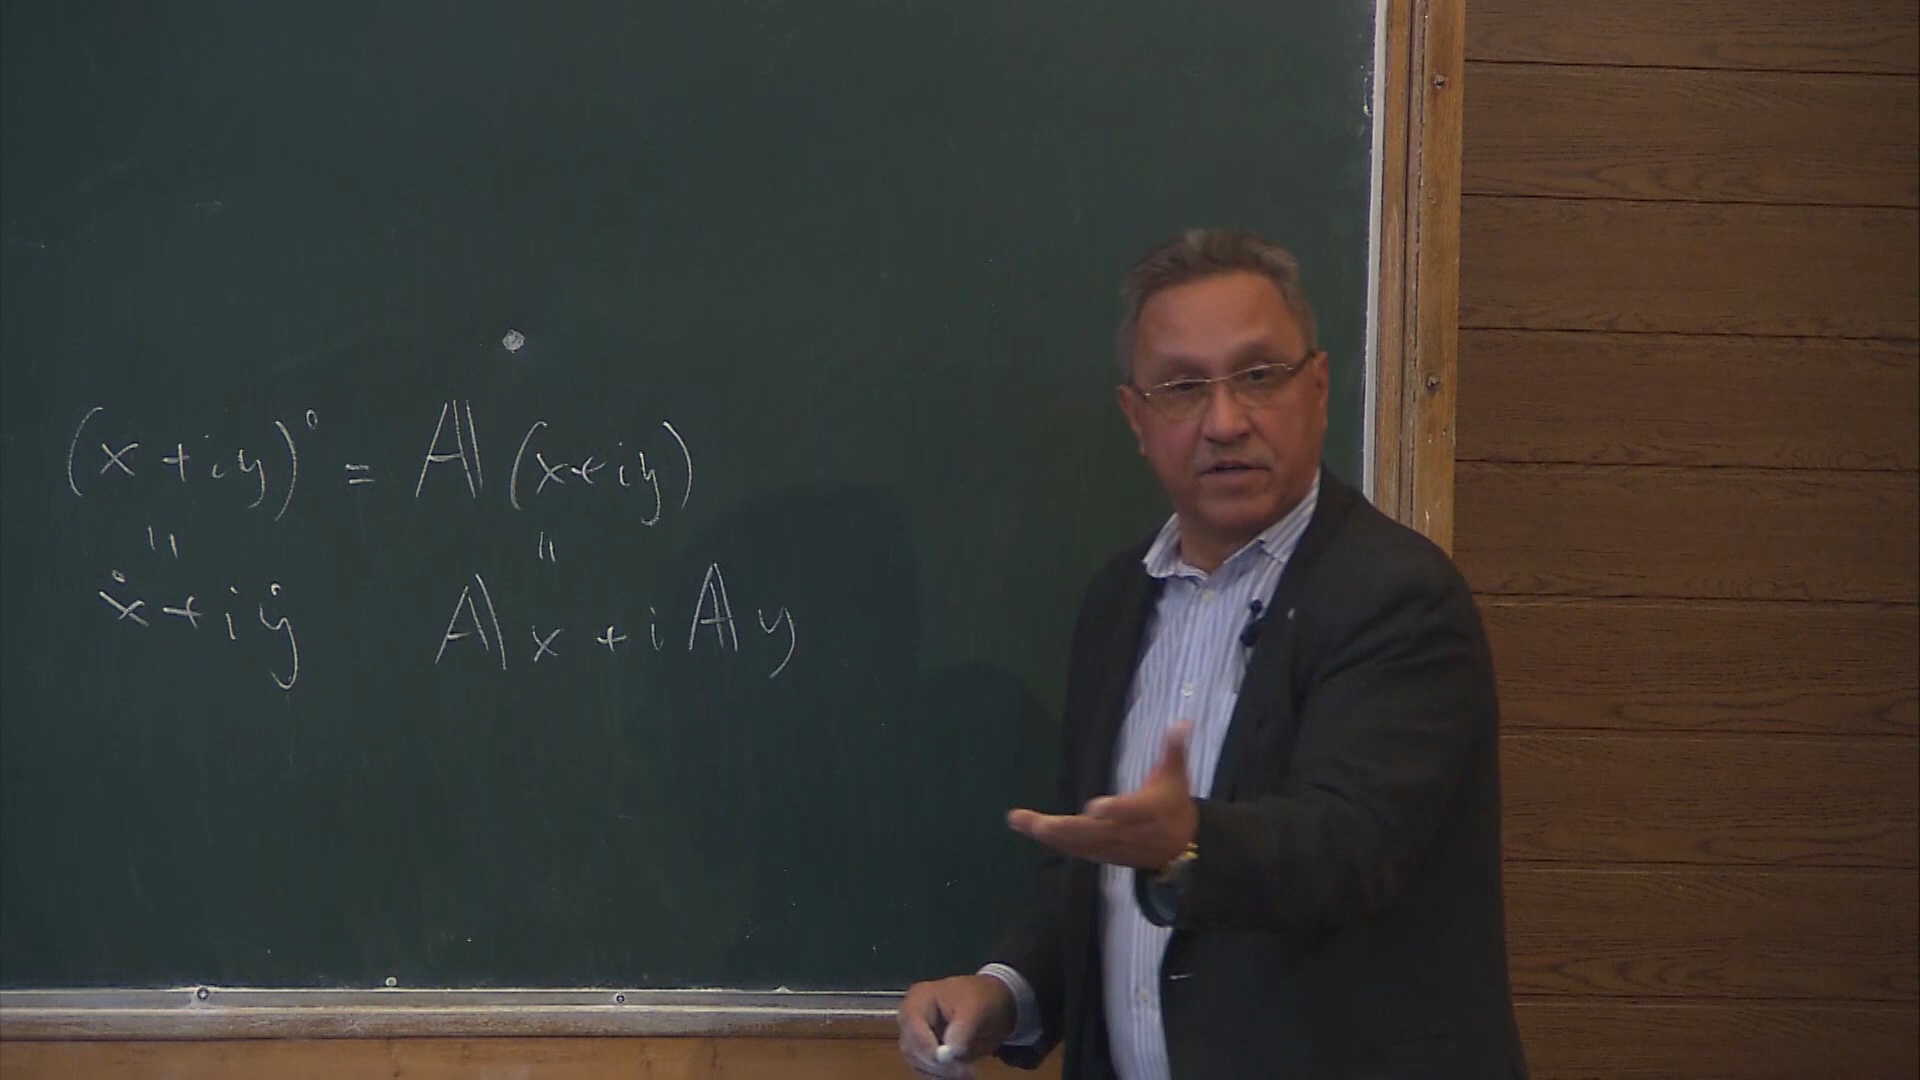 (x + iy)˙ = 𝔸 (x + iy)
" "
ẋ + iẏ 𝔸x + i𝔸y